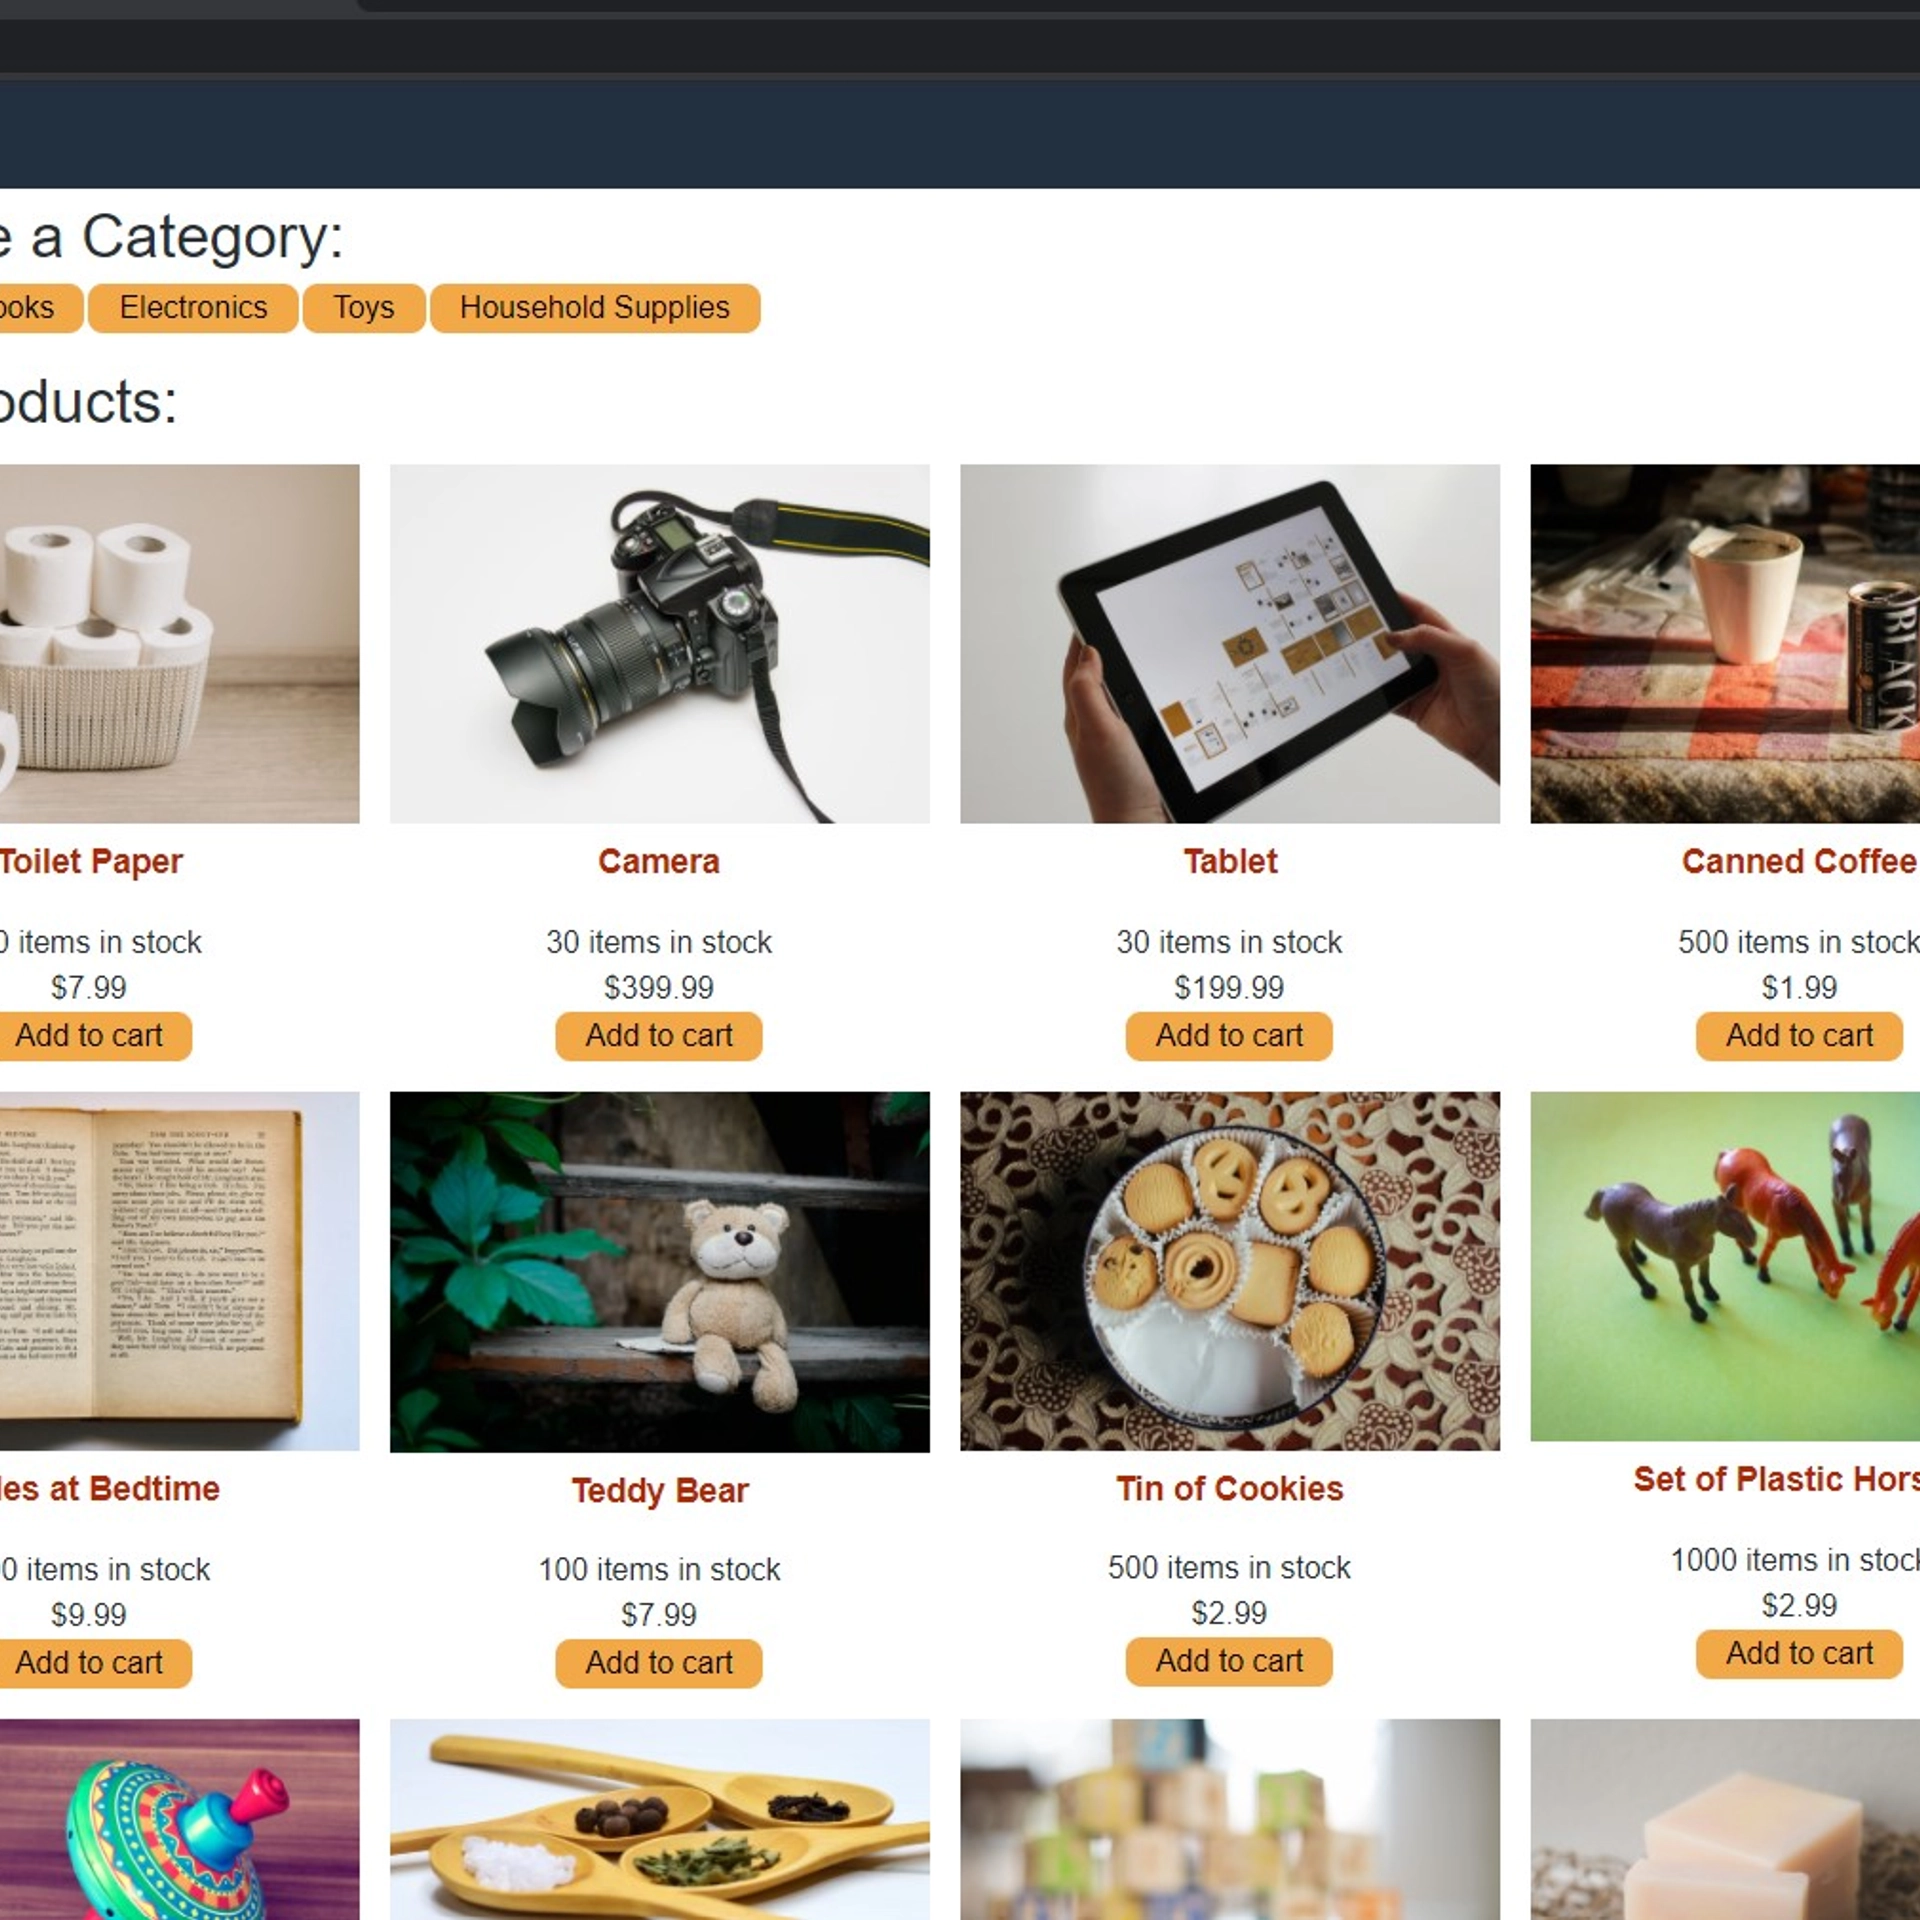 e a Category:
ooks Electronics Toys Household Supplies
oducts:
BLACK
Toilet Paper Camera Tablet Canned Coffee
0 items in stock 30 items in stock 30 items in stock 500 items in stock
$7.99 $399.99 $199.99 $1.99
Add to cart Add to cart Add to cart Add to cart
les at Bedtime Teddy Bear Tin of Cookies Set of Plastic Hors
0 items in stock 100 items in stock 500 items in stock 1000 items in stock
$9.99 $7.99 $2.99 $2.99
Add to cart Add to cart Add to cart Add to cart